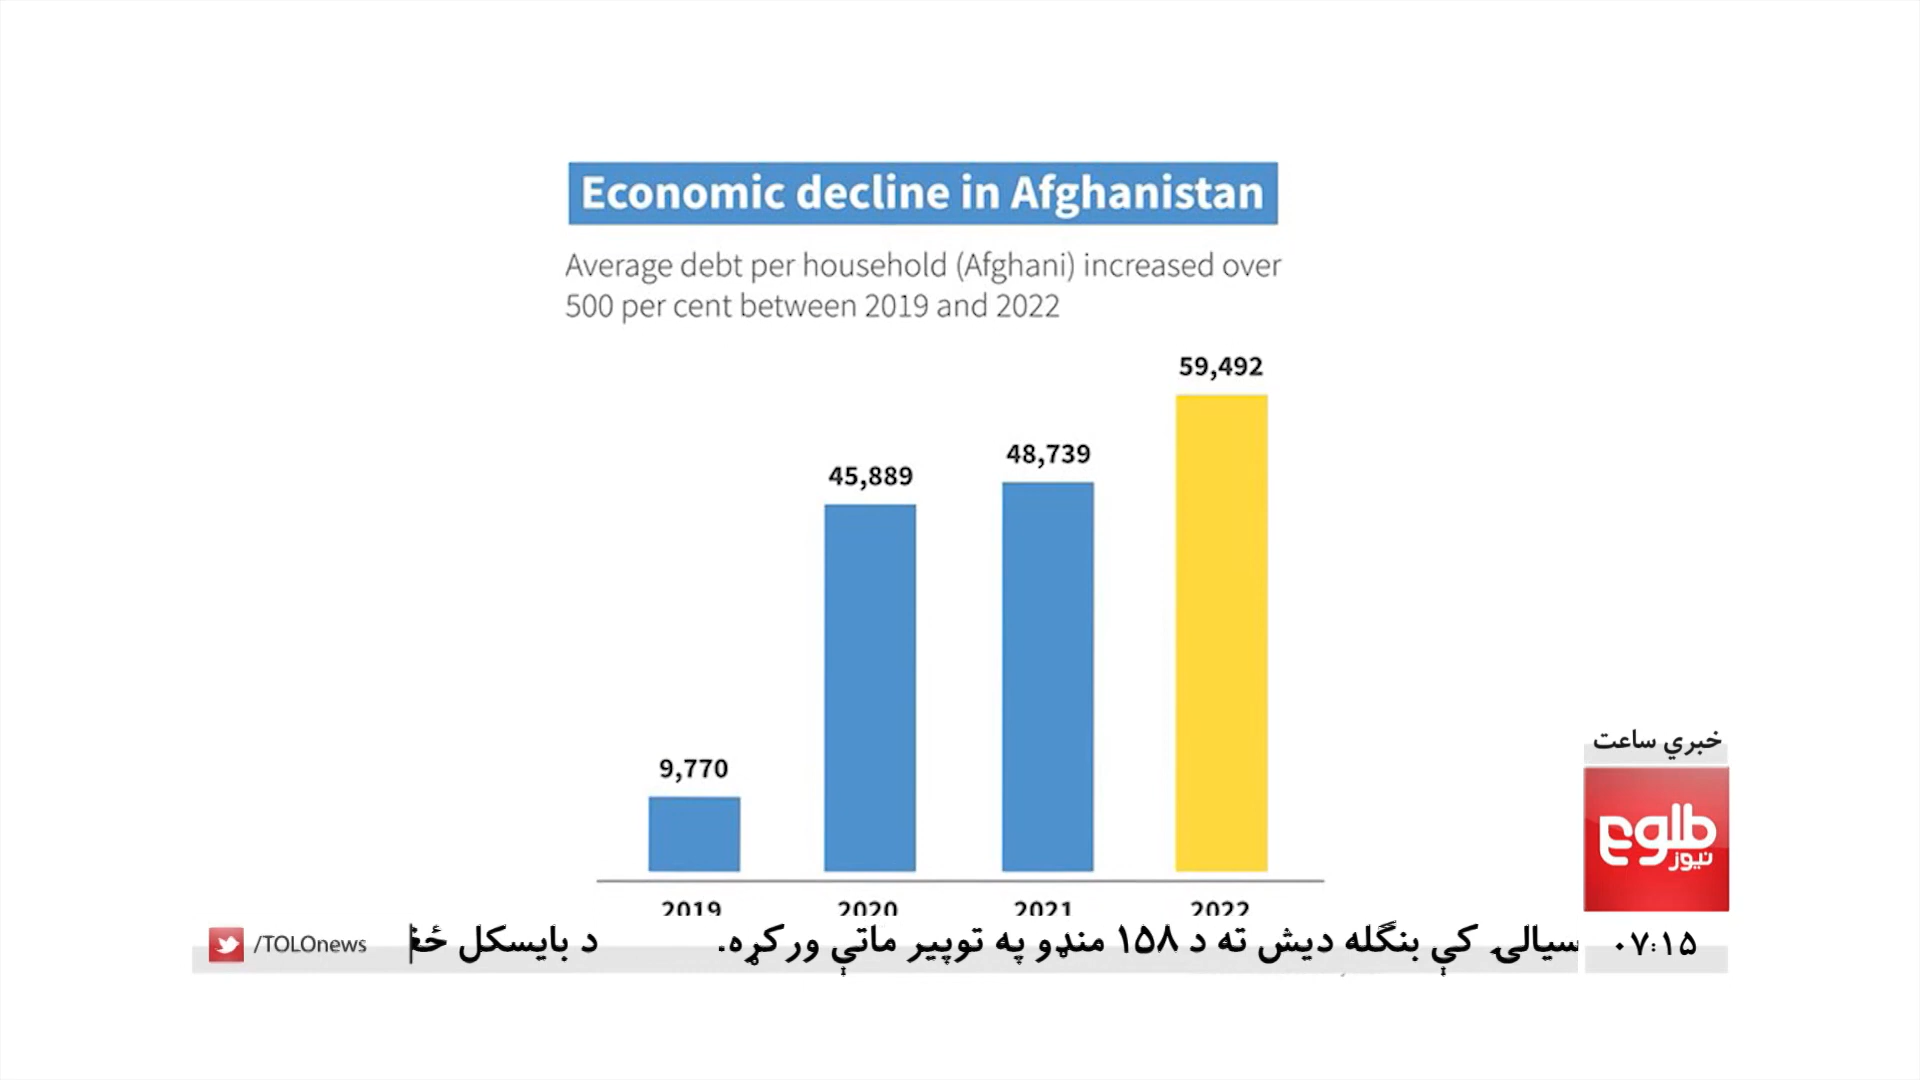 Economic decline in Afghanistan
Average debt per household (Afghani) increased over
500 per cent between 2019 and 2022
59,492
48,739
45,889
9,770
2019 2020 2021 2022
خبري ساعت
طلوع
نیوز
/TOLOnews
سیالۍ کې بنګله دیش ته د ۱۵۸ منډو په توپیر ماتې ورکړه. د بایسکل
۰۷:۱۵